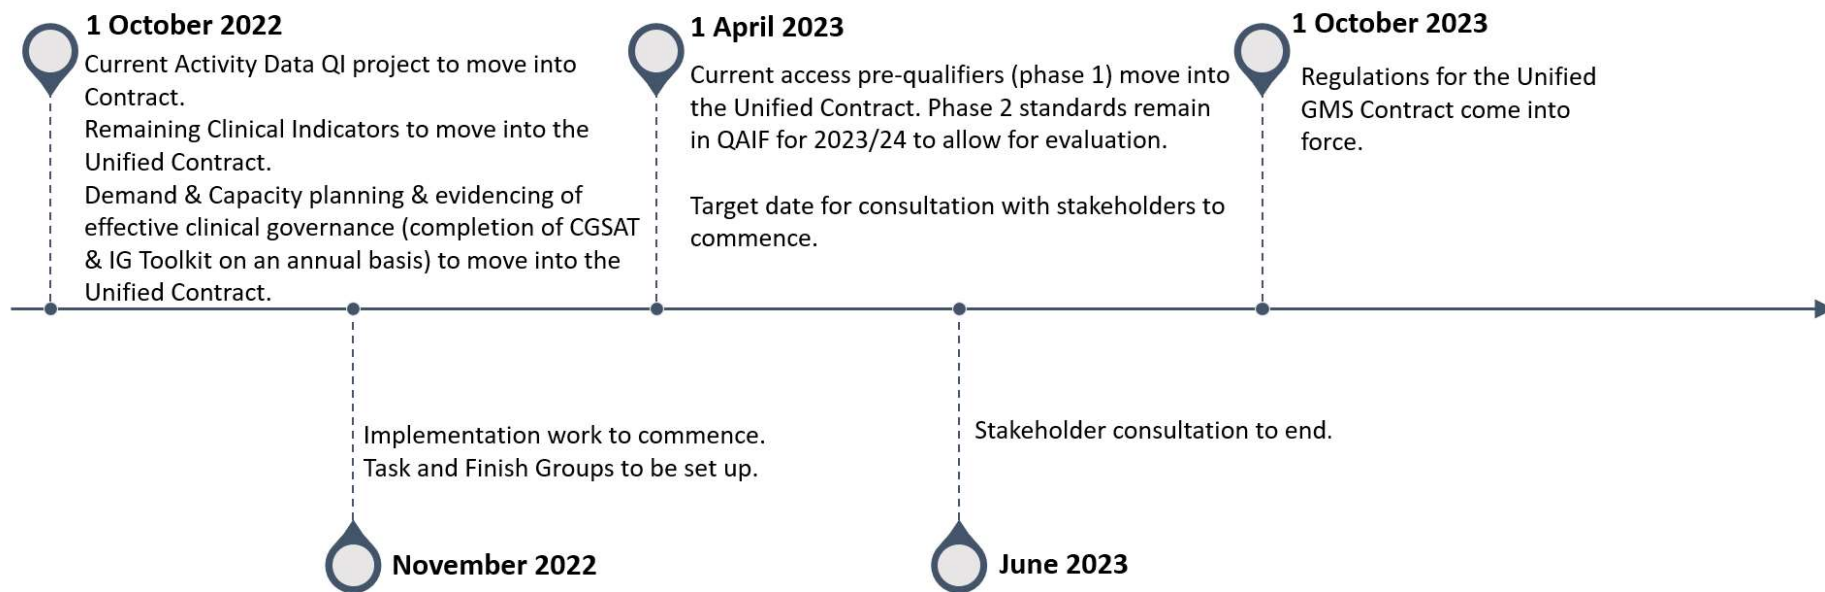 1 October 2022
Current Activity Data QI project to move into
Contract.
Remaining Clinical Indicators to move into the
Unified Contract.
Demand & Capacity planning & evidencing of
effective clinical governance (completion of CGSAT
& IG Toolkit on an annual basis) to move into the
Unified Contract.
1 April 2023
Current access pre-qualifiers (phase 1) move into
the Unified Contract. Phase 2 standards remain
in QAIF for 2023/24 to allow for evaluation.
Target date for consultation with stakeholders to
commence.
1 October 2023
Regulations for the Unified
GMS Contract come into
force.
Implementation work to commence.
Task and Finish Groups to be set up.
November 2022
Stakeholder consultation to end.
June 2023